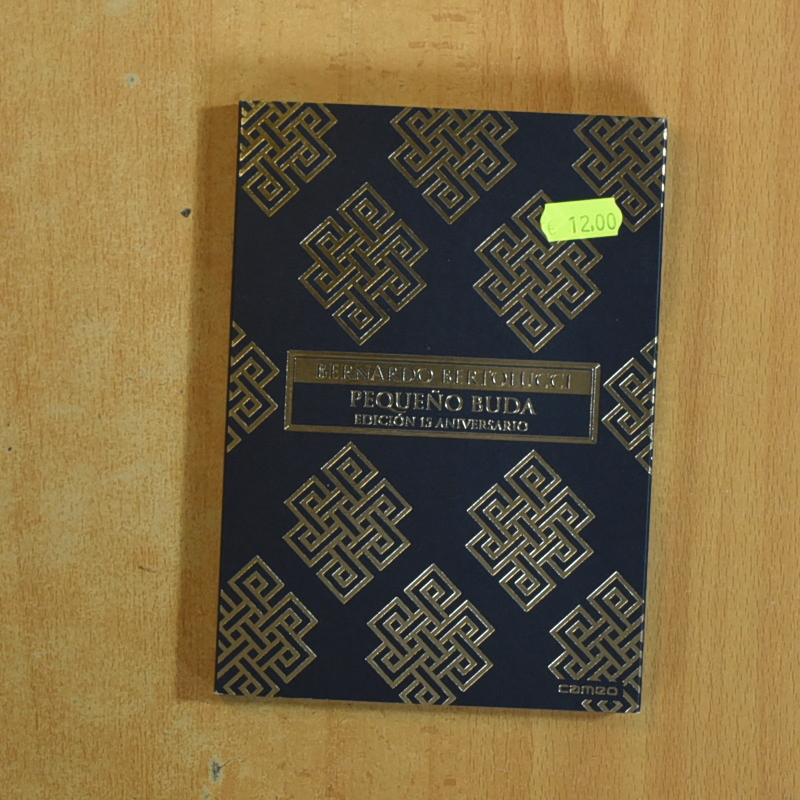 € 12,00
BERNARDO BERTOLUCCI
PEQUEÑO BUDA
EDICIÓN 15 ANIVERSARIO
cameo